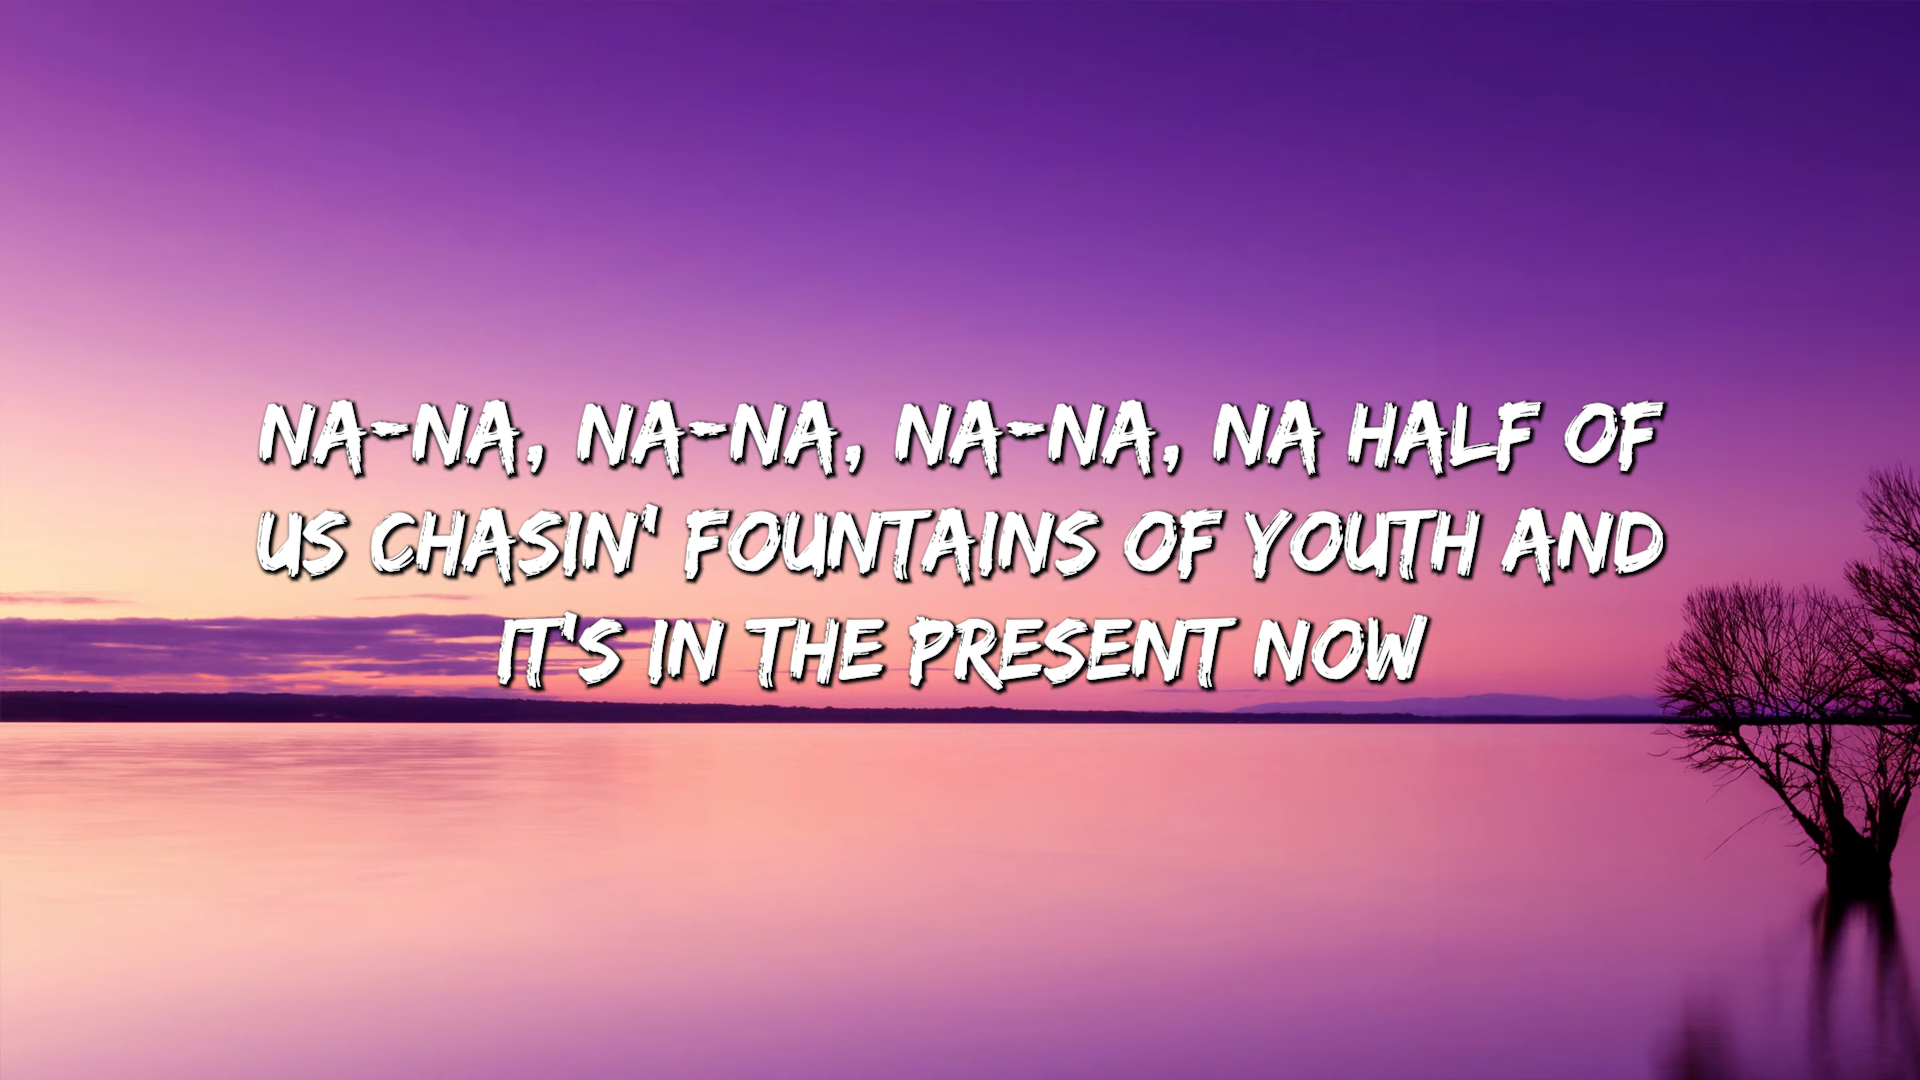 NA-NA, NA-NA, NA-NA, NA HALF OF
US CHASIN' FOUNTAINS OF YOUTH AND
IT'S IN THE PRESENT NOW